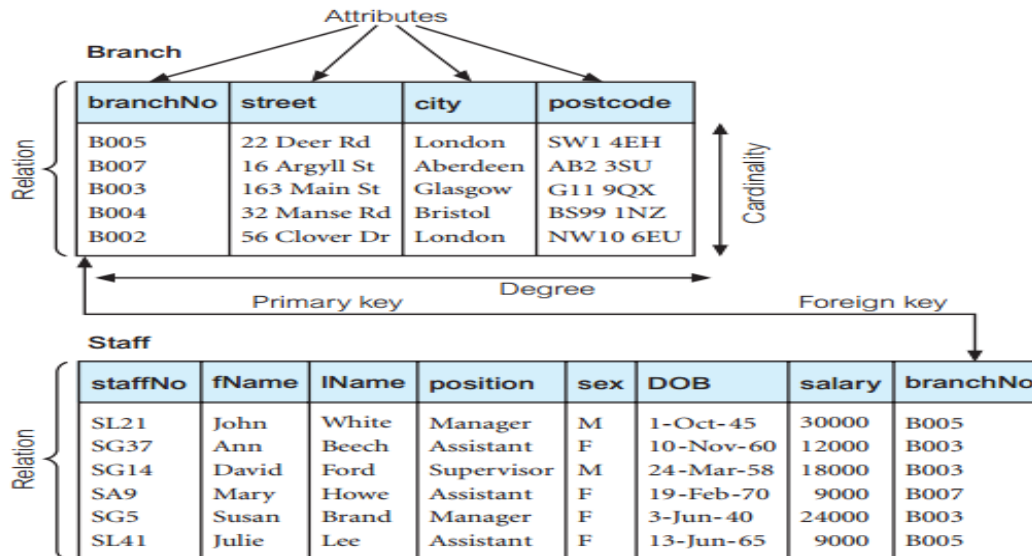 Attributes
Branch
branchNo street city postcode
B005 22 Deer Rd London SW1 4EH
B007 16 Argyll St Aberdeen AB2 3SU
B003 163 Main St Glasgow G11 9QX
B004 32 Manse Rd Bristol BS99 1NZ
B002 56 Clover Dr London NW10 6EU
Relation
Cardinality
Degree
Primary key Foreign key
Staff
staffNo fName lName position sex DOB salary branchNo
SL21 John White Manager M 1-Oct-45 30000 B005
SG37 Ann Beech Assistant F 10-Nov-60 12000 B003
SG14 David Ford Supervisor M 24-Mar-58 18000 B003
SA9 Mary Howe Assistant F 19-Feb-70 9000 B007
SG5 Susan Brand Manager F 3-Jun-40 24000 B003
SL41 Julie Lee Assistant F 13-Jun-65 9000 B005
Relation